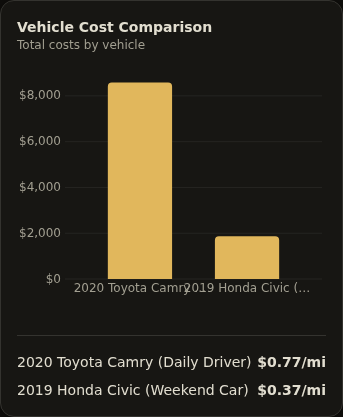 Vehicle Cost Comparison
Total costs by vehicle
$8,000
$6,000
$4,000
$2,000
$0
2020 Toyota Camry 2019 Honda Civic (...
2020 Toyota Camry (Daily Driver) $0.77/mi
2019 Honda Civic (Weekend Car) $0.37/mi